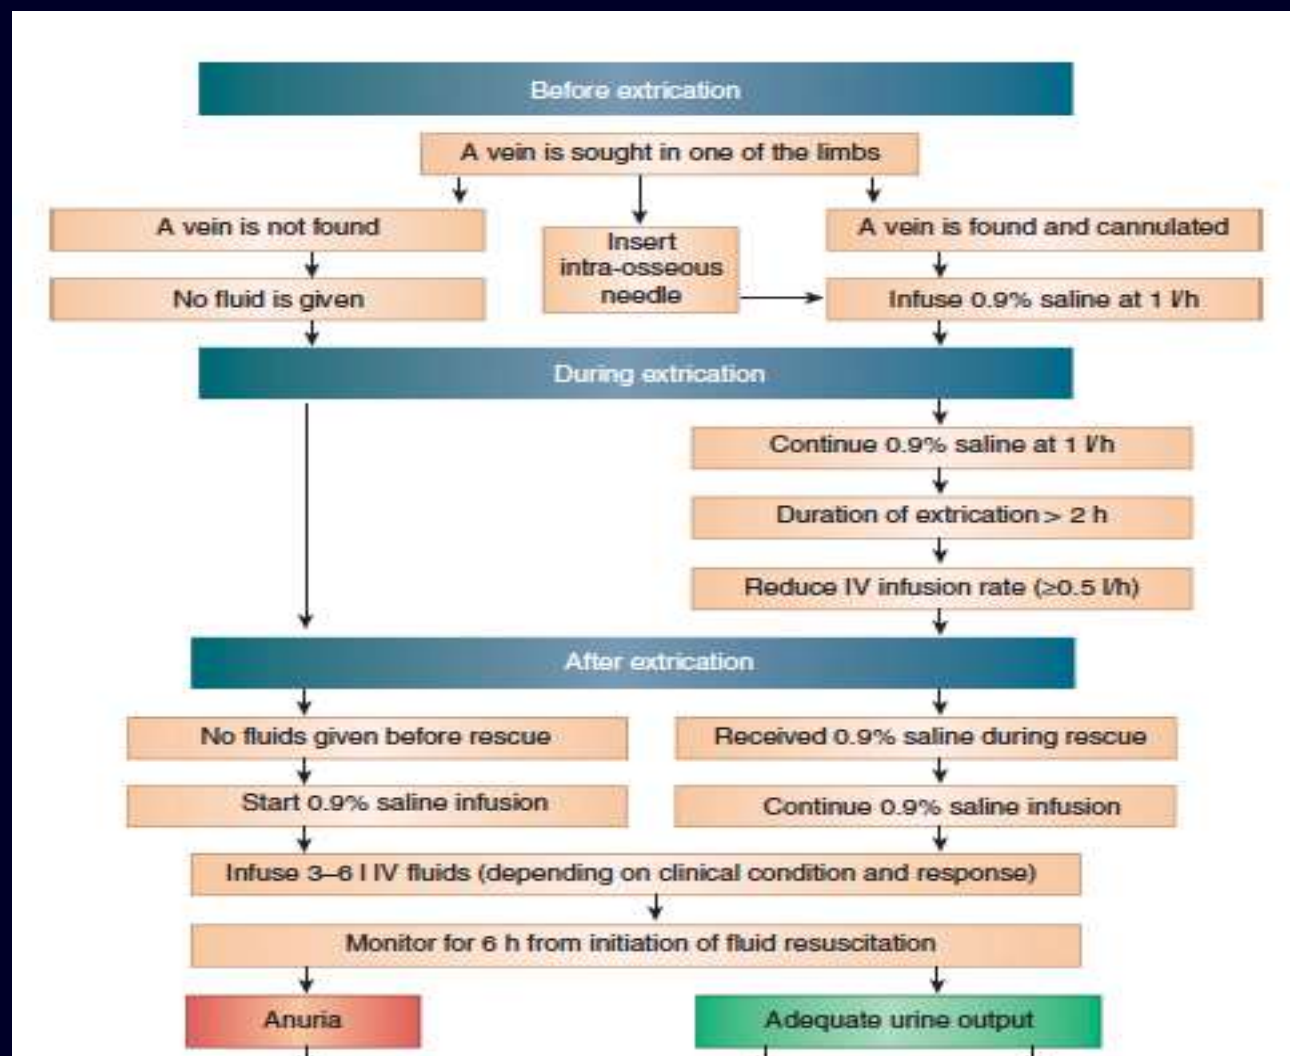 Before extrication
A vein is sought in one of the limbs
A vein is not found
Insert
intra-osseous
needle
A vein is found and cannulated
No fluid is given
Infuse 0.9% saline at 1 l/h
During extrication
Continue 0.9% saline at 1 l/h
Duration of extrication > 2 h
Reduce IV infusion rate (≥0.5 l/h)
After extrication
No fluids given before rescue
Received 0.9% saline during rescue
Start 0.9% saline infusion
Continue 0.9% saline infusion
Infuse 3–6 l IV fluids (depending on clinical condition and response)
Monitor for 6 h from initiation of fluid resuscitation
Anuria
Adequate urine output